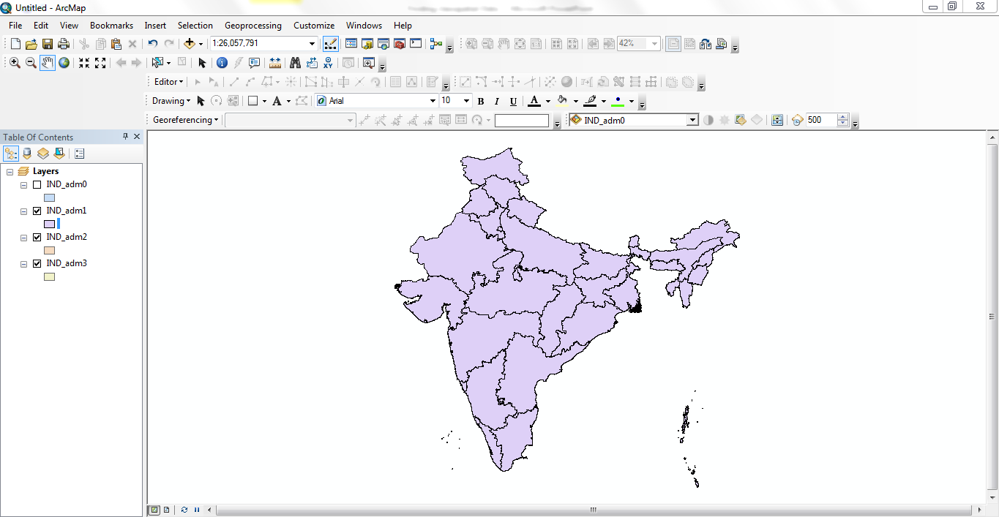 Untitled - ArcMap
File Edit View Bookmarks Insert Selection Geoprocessing Customize Windows Help
1:26,057,791 42%
Editor
Drawing A Arial 10 B I U A
Georeferencing IND_adm0 500
Table Of Contents
Layers
IND_adm0
IND_adm1
IND_adm2
IND_adm3